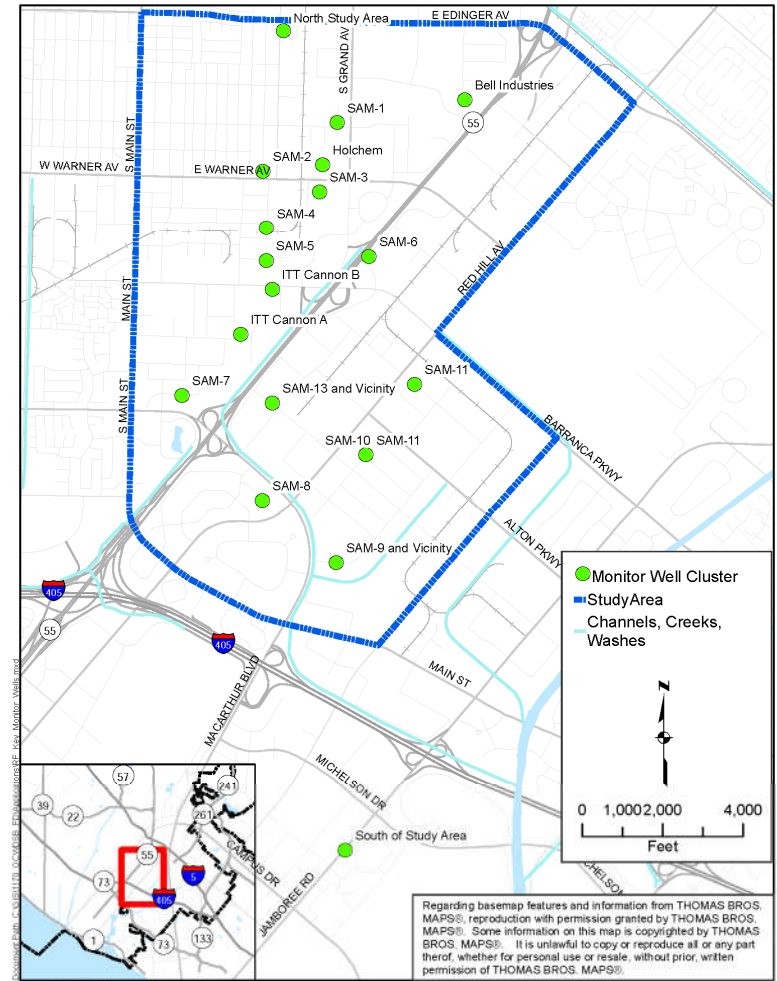 North Study Area
E EDINGER AV
S GRAND AV
Bell Industries
SAM-1
55
S MAIN ST
Holchem
SAM-2
W WARNER AV
E WARNER AV
SAM-3
SAM-4
SAM-5
SAM-6
ITT Cannon B
RED HILL AV
MAIN ST
ITT Cannon A
SAM-11
SAM-7
SAM-13 and Vicinity
S MAIN ST
BARRANCA PKWY
SAM-10 SAM-11
SAM-8
ALTON PKWY
SAM-9 and Vicinity
405
55
405
MAIN ST
MACARTHUR BLVD
MICHELSON DR
South of Study Area
CAMPUS DR
JAMBOREE RD
Monitor Well Cluster
Study Area
Channels, Creeks,
Washes
N
0 1,000 2,000 4,000
Feet
57
241
39
22
261
55
5
73
405
1
73
133
Regarding basemap features and information from THOMAS BROS.
MAPS®, reproduction with permission granted by THOMAS BROS.
MAPS®. Some information on this map is copyrighted by THOMAS
BROS. MAPS®. It is unlawful to copy or reproduce all or any part
therof, whether for personal use or resale, without prior, written
permission of THOMAS BROS. MAPS®.